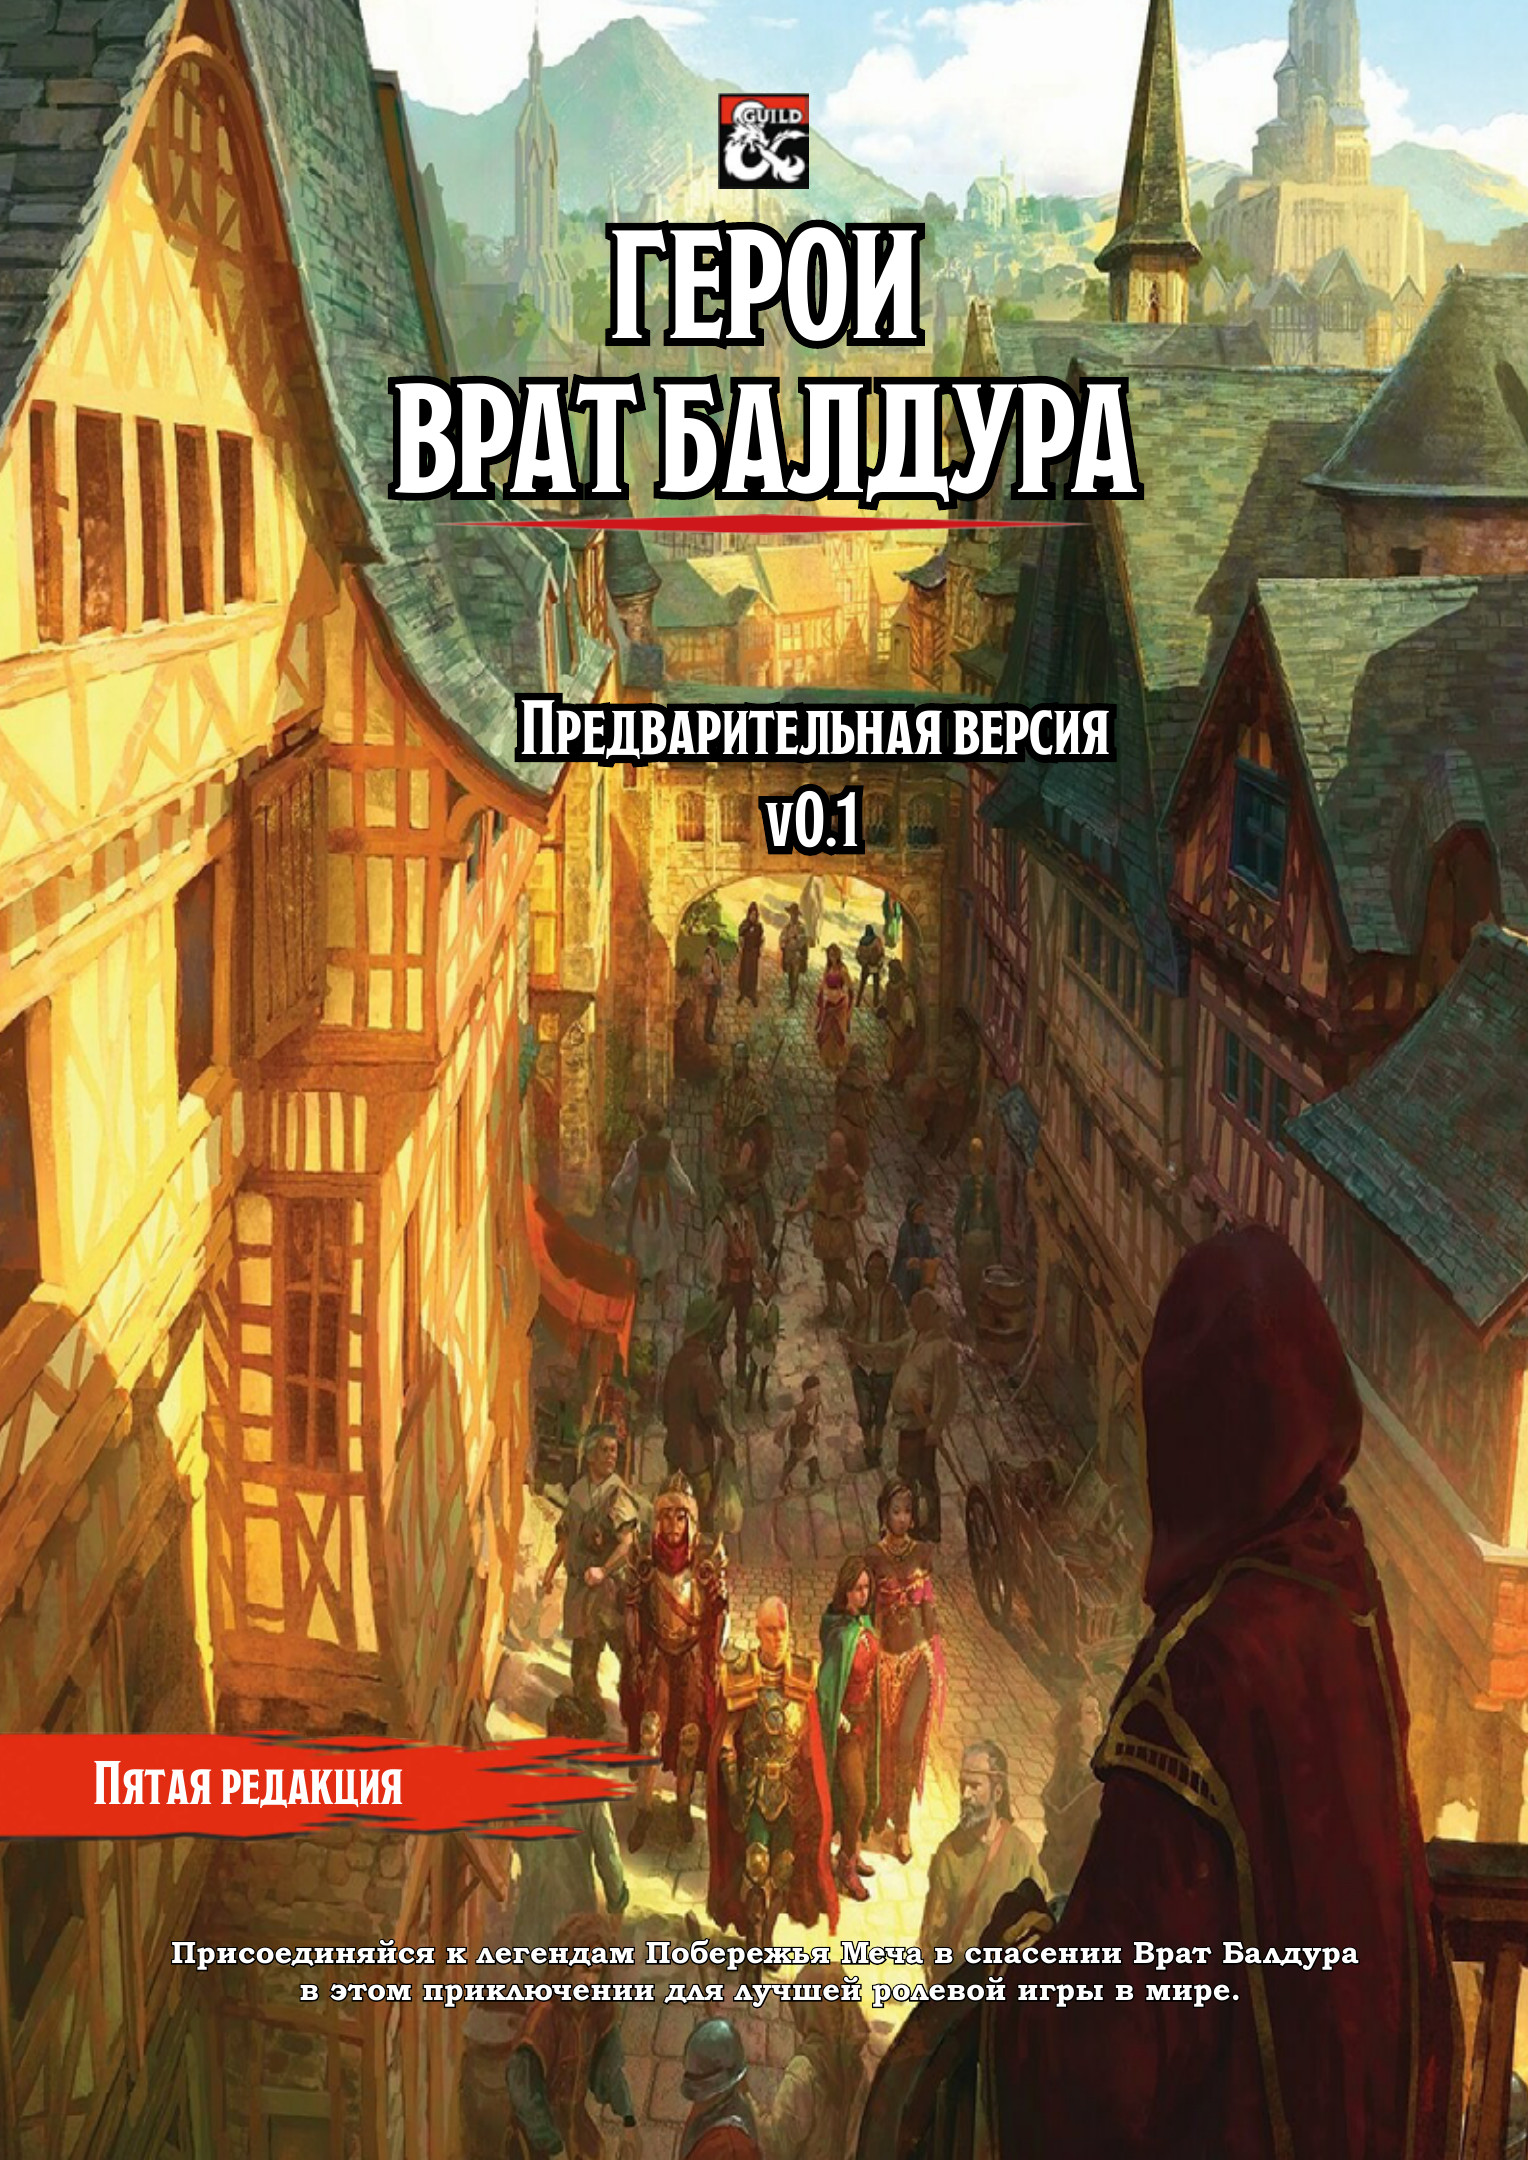 GUILD
ГЕРОИ
ВРАТ БАЛДУРА
Предварительная версия
v0.1
Пятая редакция
Присоединяйся к легендам Побережья Меча в спасении Врат Балдура
в этом приключении для лучшей ролевой игры в мире.